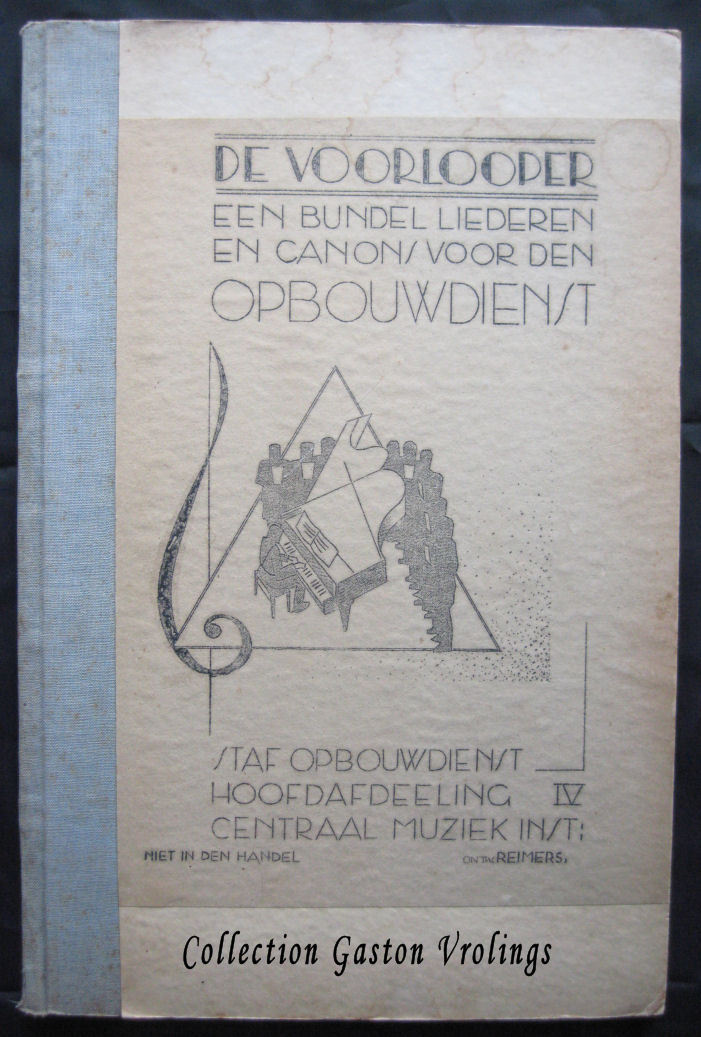 DE VOORLOOPER
EEN BUNDEL LIEDEREN
EN CANONS VOOR DEN
OPBOUWDIENST
STAF OPBOUWDIENST
HOOFDAFDEELING IV
CENTRAAL MUZIEK INST:
NIET IN DEN HANDEL
ONTW. REIMERS.
Collection Gaston Vrolings